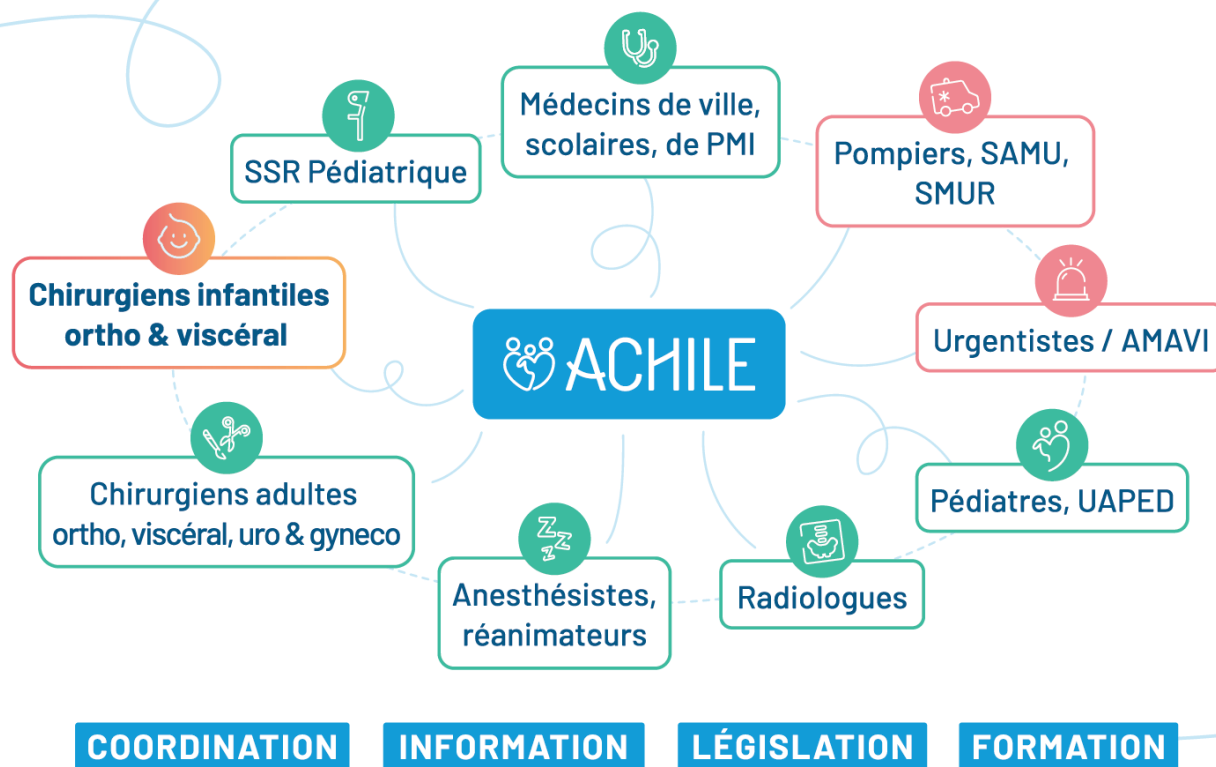 Médecins de ville,
scolaires, de PMI
Pompiers, SAMU,
SMUR
SSR Pédiatrique
Chirurgiens infantiles
ortho & viscéral
ACHILE
Urgentistes / AMAVI
Chirurgiens adultes
ortho, viscéral, uro & gyneco
Pédiatres, UAPED
ZZZ
Anesthésistes,
réanimateurs
Radiologues
COORDINATION
INFORMATION
LÉGISLATION
FORMATION